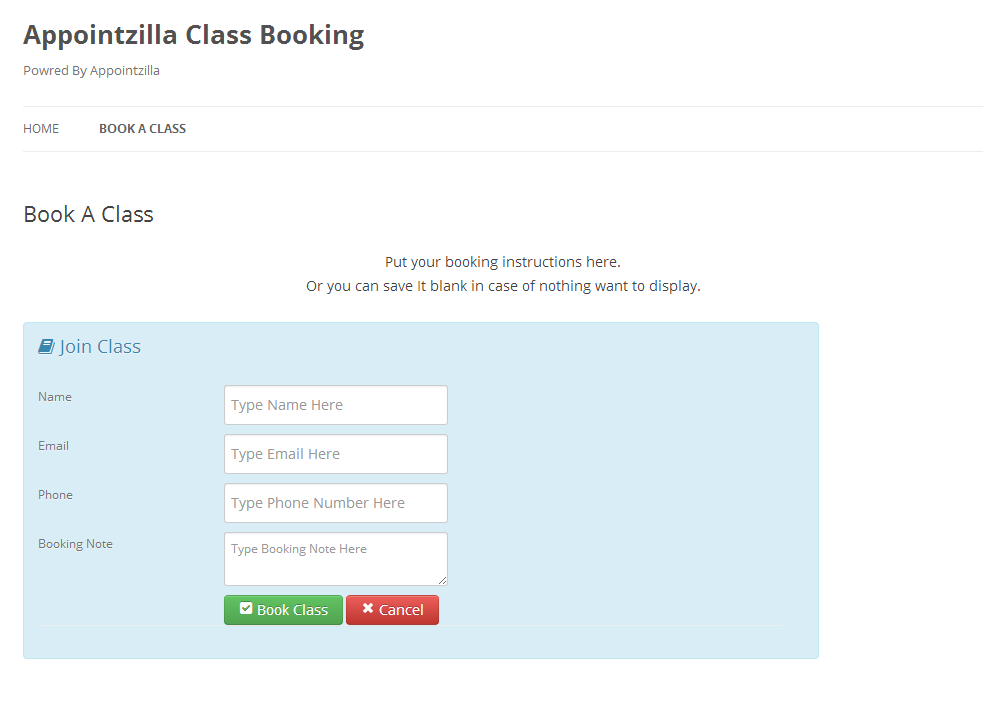 Appointzilla Class Booking
Powred By Appointzilla
HOME BOOK A CLASS
Book A Class
Put your booking instructions here.
Or you can save It blank in case of nothing want to display.
Join Class
Name Type Name Here
Email Type Email Here
Phone Type Phone Number Here
Booking Note Type Booking Note Here
Book Class Cancel